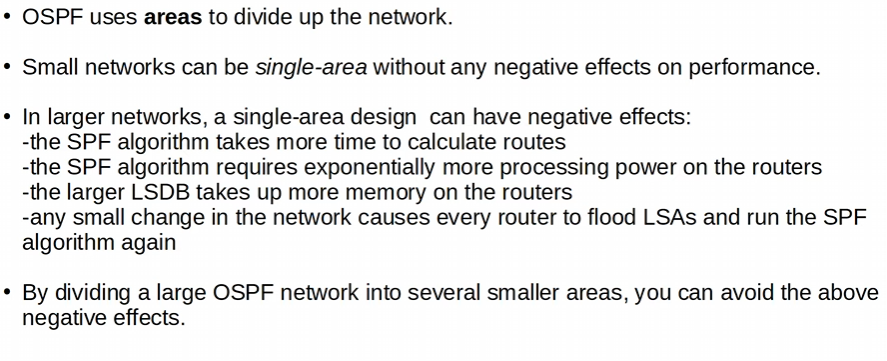 • OSPF uses areas to divide up the network.
• Small networks can be single-area without any negative effects on performance.
• In larger networks, a single-area design  can have negative effects:
-the SPF algorithm takes more time to calculate routes
-the SPF algorithm requires exponentially more processing power on the routers
-the larger LSDB takes up more memory on the routers
-any small change in the network causes every router to flood LSAs and run the SPF
algorithm again
• By dividing a large OSPF network into several smaller areas, you can avoid the above
negative effects.